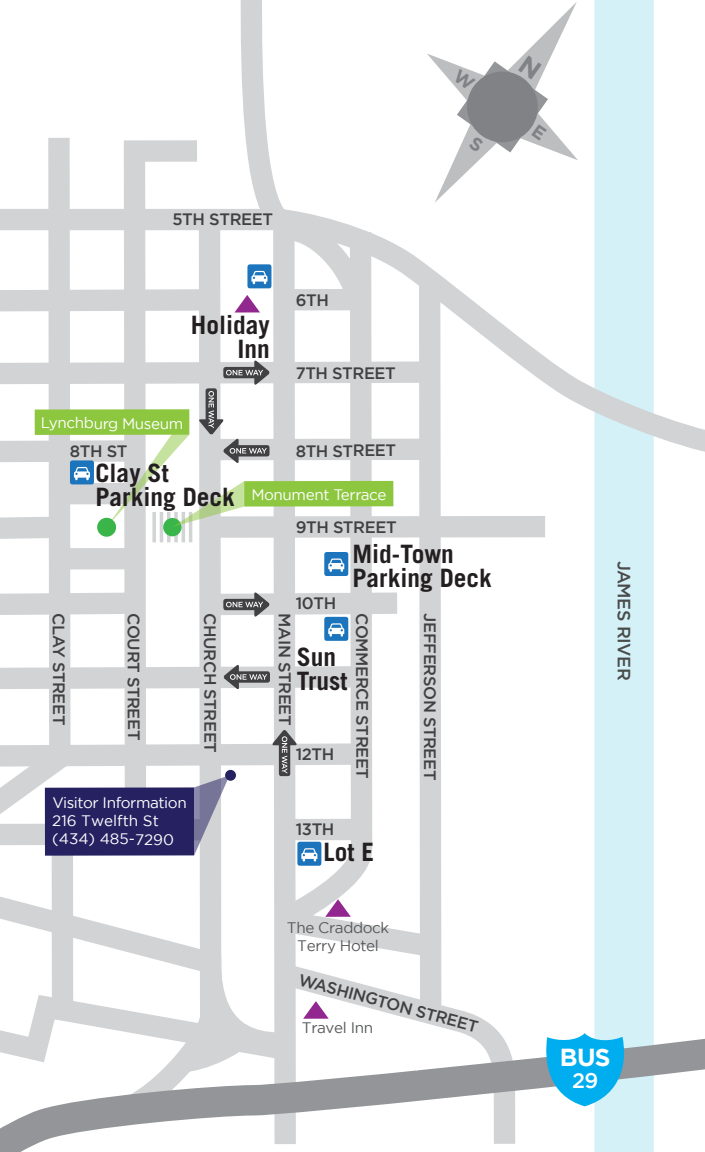 N
W
E
S
5TH STREET
6TH
Holiday
Inn
ONE WAY
7TH STREET
ONE WAY
Lynchburg Museum
8TH ST
ONE WAY
8TH STREET
Clay St
Parking Deck
Monument Terrace
9TH STREET
Mid-Town
Parking Deck
JAMES RIVER
ONE WAY
10TH
CLAY STREET
COURT STREET
CHURCH STREET
MAIN STREET
COMMERCE STREET
JEFFERSON STREET
Sun
Trust
ONE WAY
ONE WAY
12TH
Visitor Information
216 Twelfth St
(434) 485-7290
13TH
Lot E
The Craddock
Terry Hotel
WASHINGTON STREET
Travel Inn
BUS
29